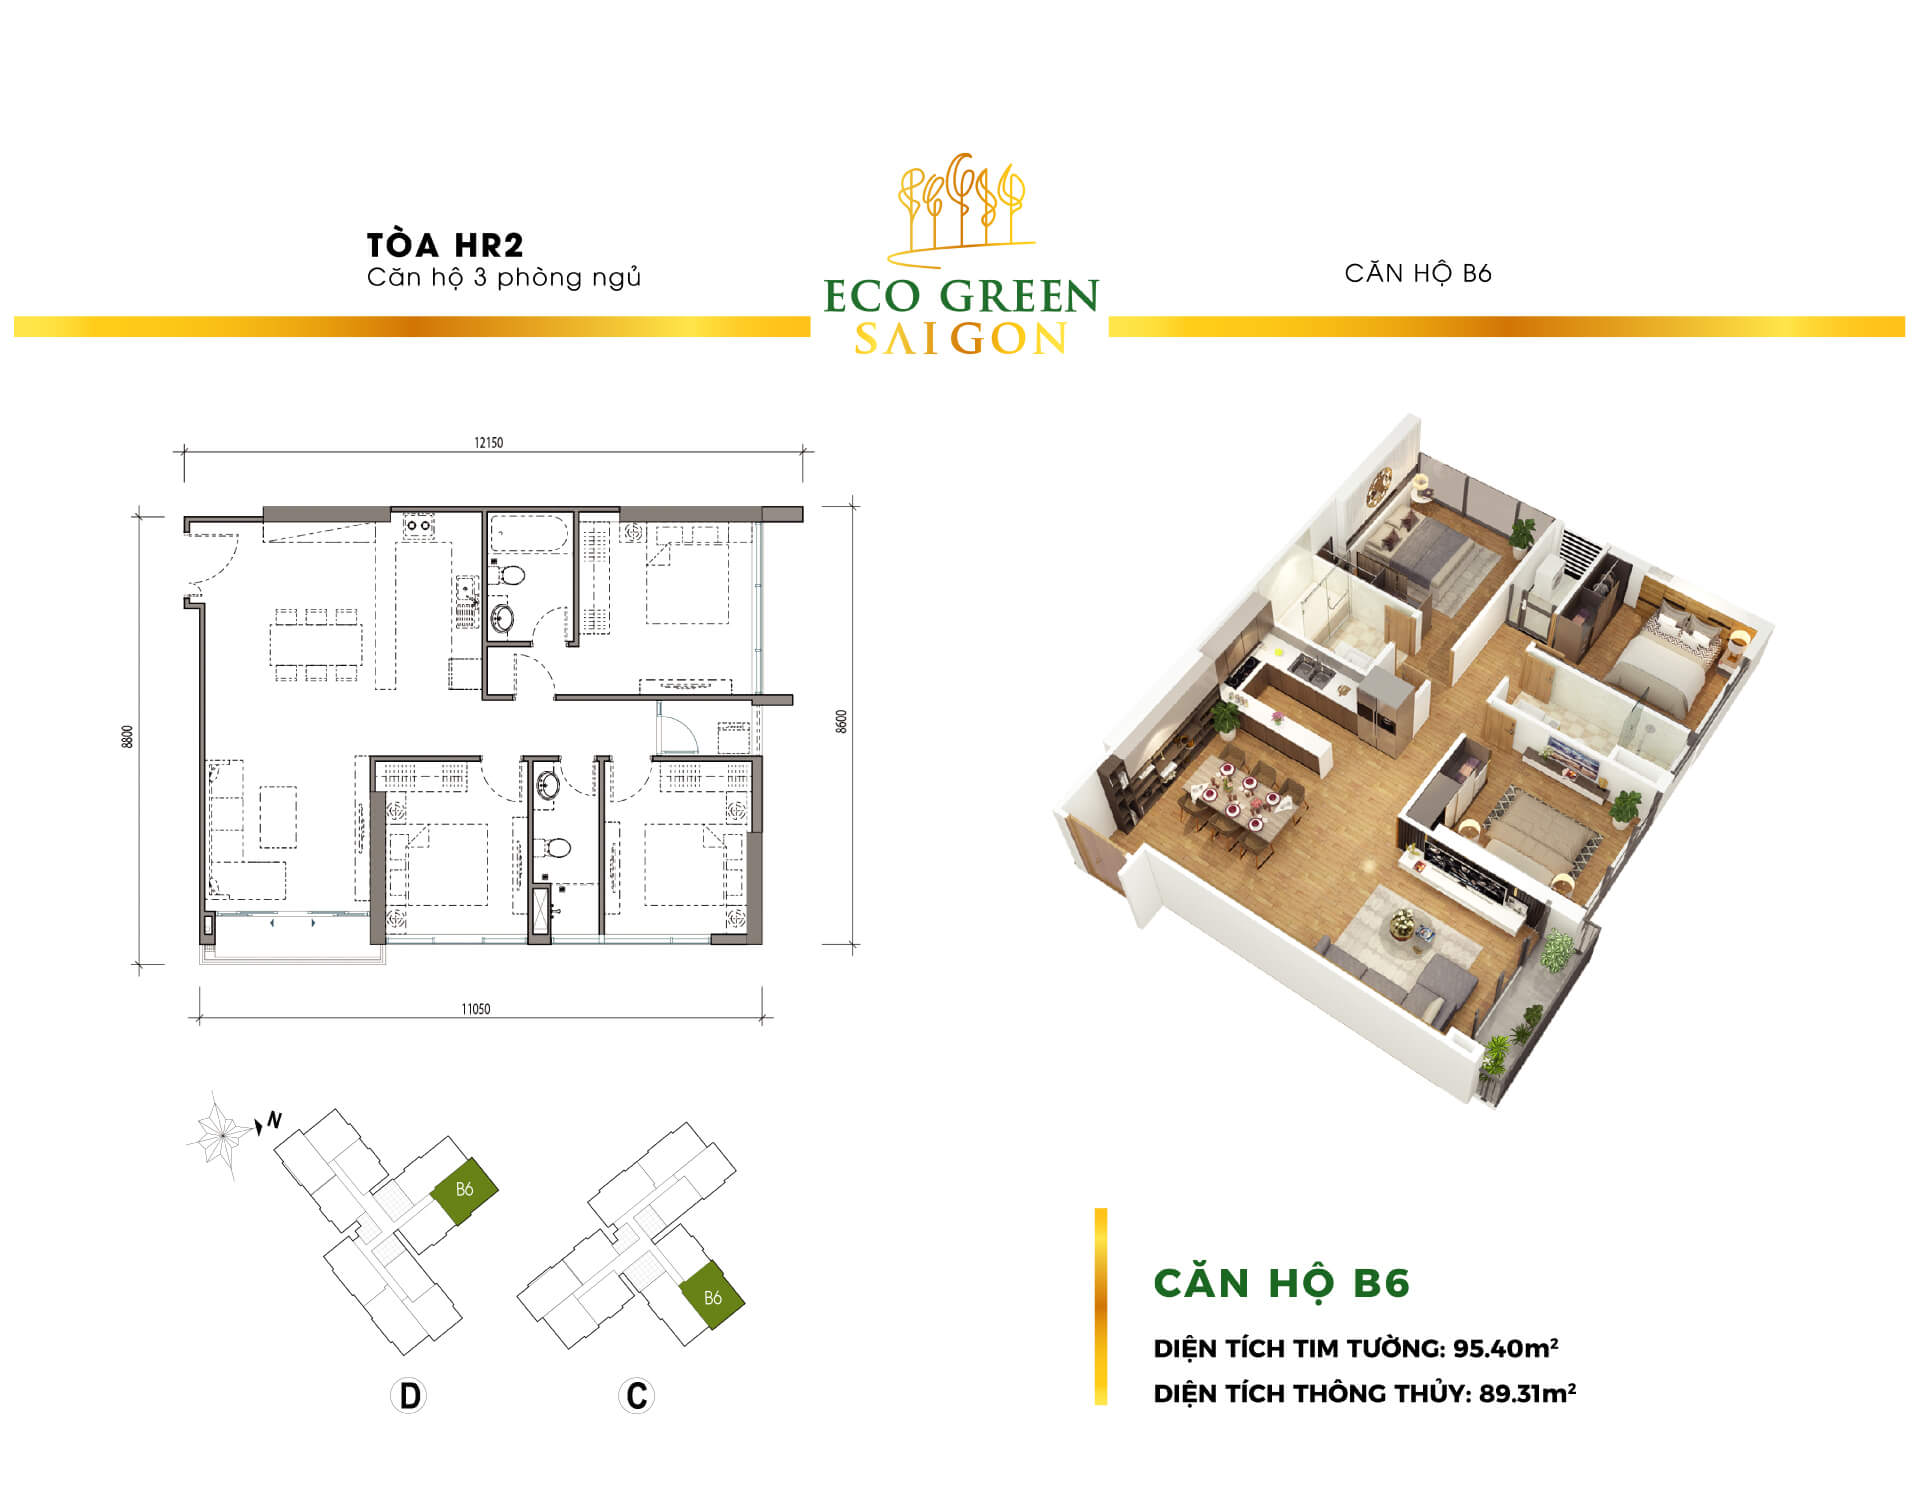 TÒA HR2
Căn hộ 3 phòng ngủ
ECO GREEN
SAIGON
CĂN HỘ B6
12150
8800
8600
11050
N
B6
B6
D
C
CĂN HỘ B6
DIỆN TÍCH TIM TƯỜNG: 95.40m²
DIỆN TÍCH THÔNG THỦY: 89.31m²